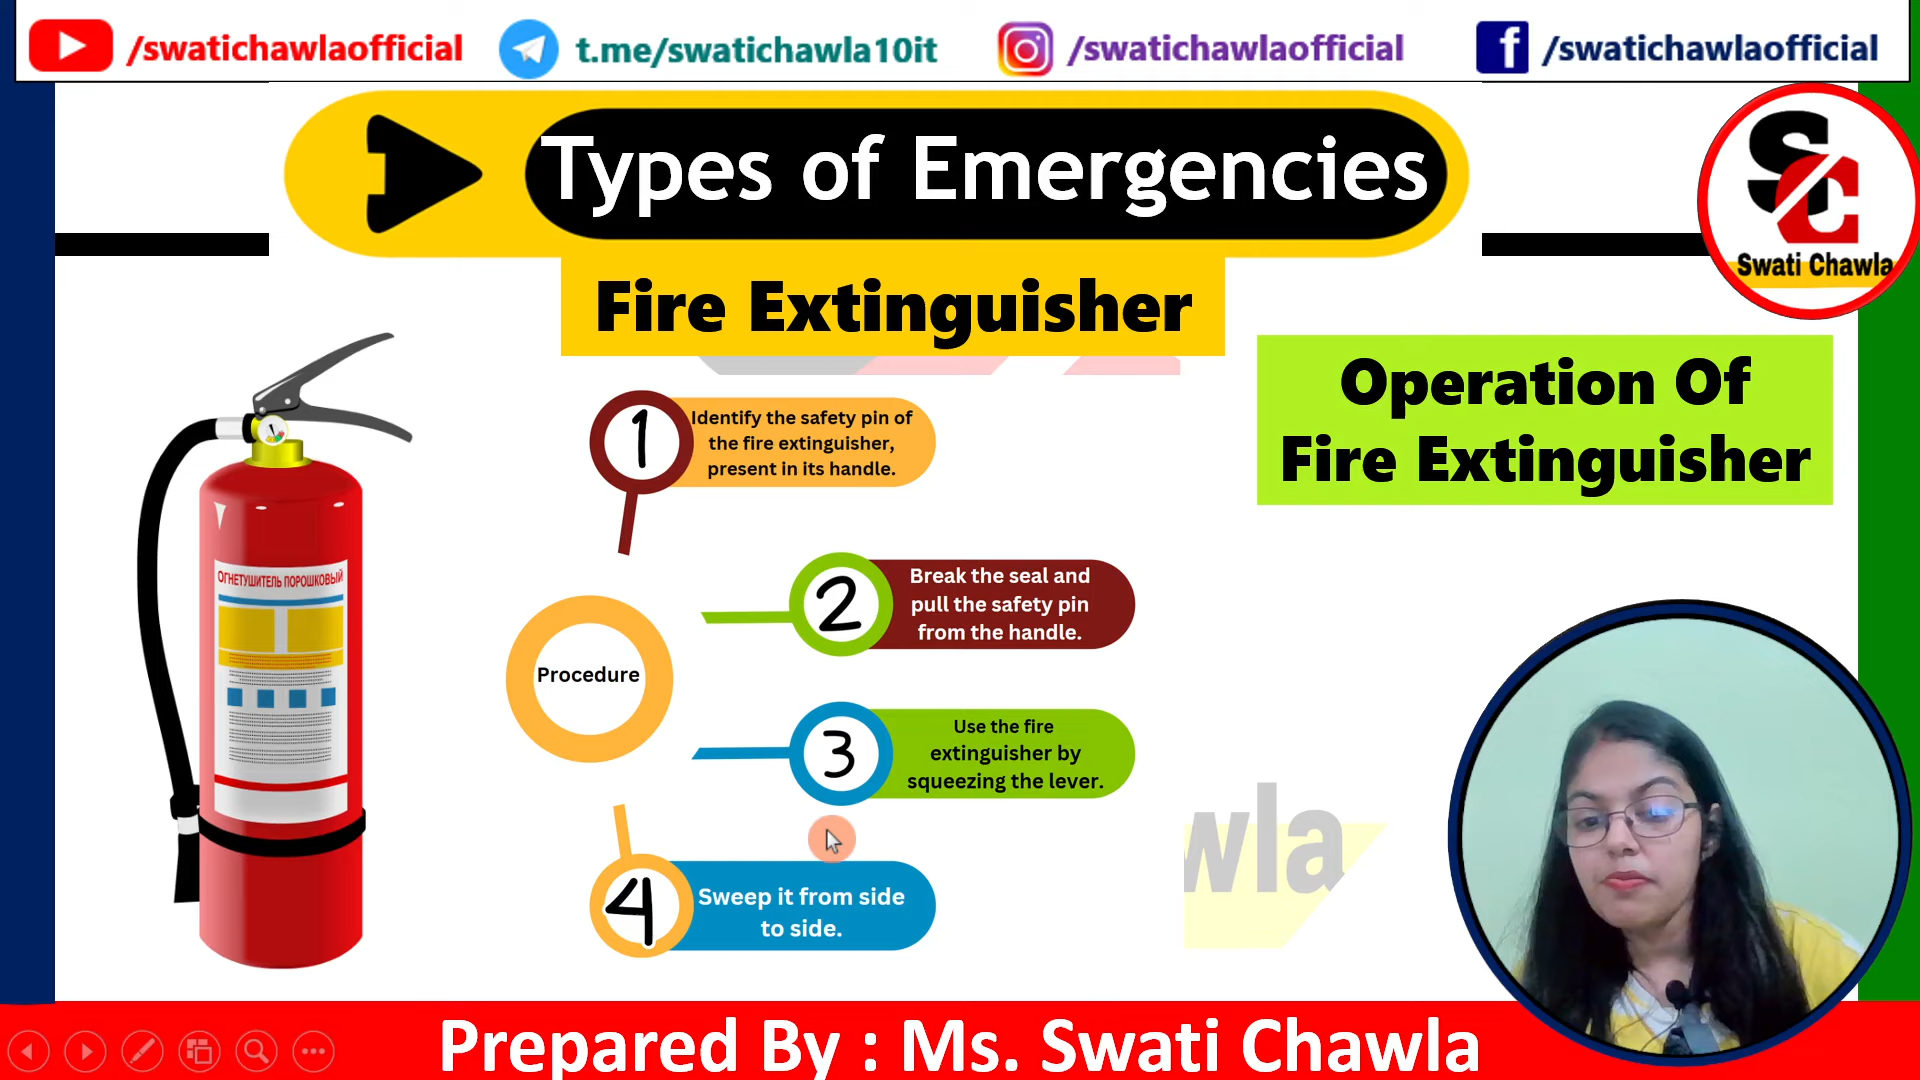 /swatichawlaofficial
t.me/swatichawla10it
/swatichawlaofficial
/swatichawlaofficial
Types of Emergencies
SC
Swati Chawla
Fire Extinguisher
Operation Of
Fire Extinguisher
1
Identify the safety pin of
the fire extinguisher,
present in its handle.
2
Break the seal and
pull the safety pin
from the handle.
Procedure
3
Use the fire
extinguisher by
squeezing the lever.
4
Sweep it from side
to side.
ОГНЕТУШИТЕЛЬ ПОРОШКОВЫЙ
wla
Prepared By : Ms. Swati Chawla